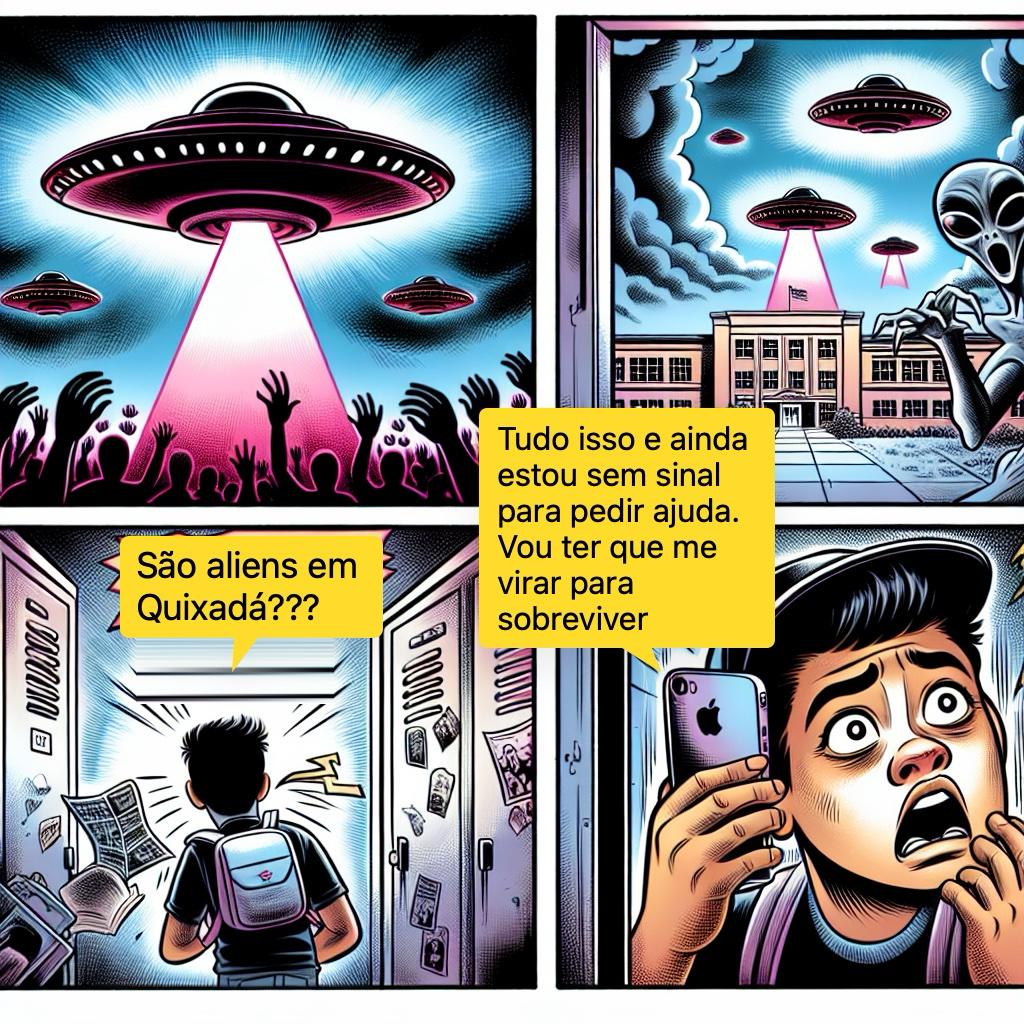 São aliens em
Quixadá???
Tudo isso e ainda
estou sem sinal
para pedir ajuda.
Vou ter que me
virar para
sobreviver